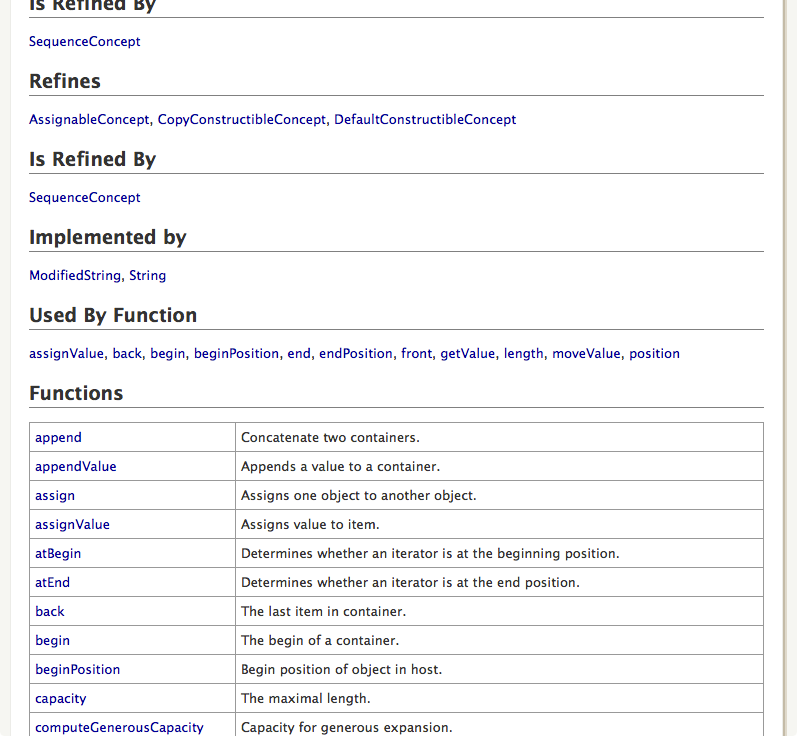 Is Refined By
SequenceConcept
Refines
AssignableConcept, CopyConstructibleConcept, DefaultConstructibleConcept
Is Refined By
SequenceConcept
Implemented by
ModifiedString, String
Used By Function
assignValue, back, begin, beginPosition, end, endPosition, front, getValue, length, moveValue, position
Functions
append Concatenate two containers.
appendValue Appends a value to a container.
assign Assigns one object to another object.
assignValue Assigns value to item.
atBegin Determines whether an iterator is at the beginning position.
atEnd Determines whether an iterator is at the end position.
back The last item in container.
begin The begin of a container.
beginPosition Begin position of object in host.
capacity The maximal length.
computeGenerousCapacity Capacity for generous expansion.